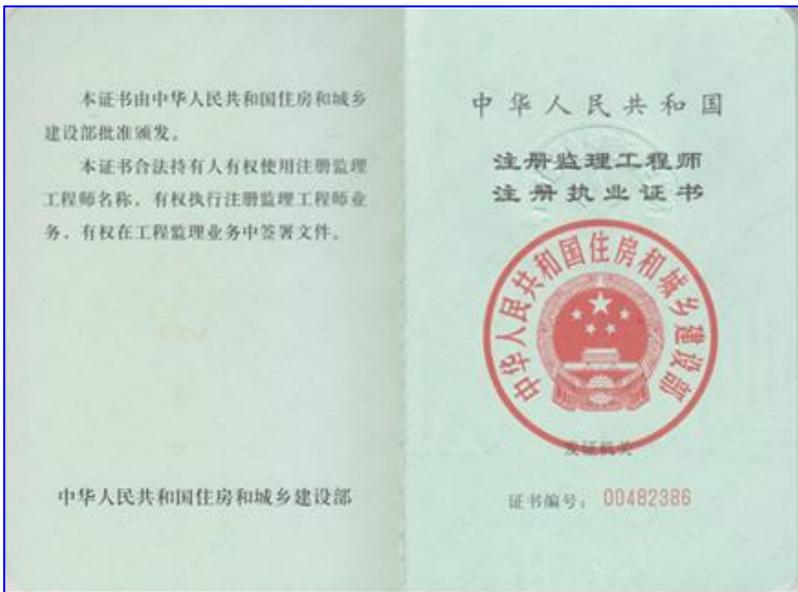 本证书由中华人民共和国住房和城乡
建设部批准颁发。
本证书合法持有人有权使用注册监理
工程师名称、有权执行注册监理工程师业
务、有权在工程监理业务中签署文件。
中华人民共和国住房和城乡建设部
中华人民共和国
注册监理工程师
注册执业证书
中华人民共和国住房和城乡建设部
发证机关
证书编号：00482386